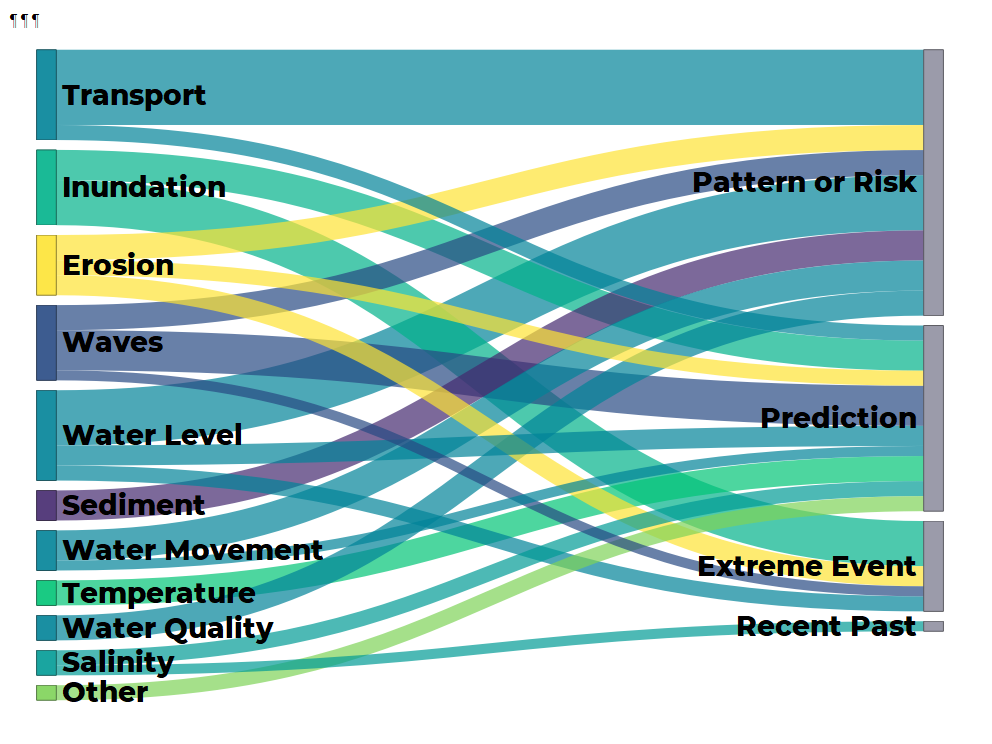 ¶ ¶ ¶
Transport
Inundation
Erosion
Waves
Water Level
Sediment
Water Movement
Temperature
Water Quality
Salinity
Other
Pattern or Risk
Prediction
Extreme Event
Recent Past